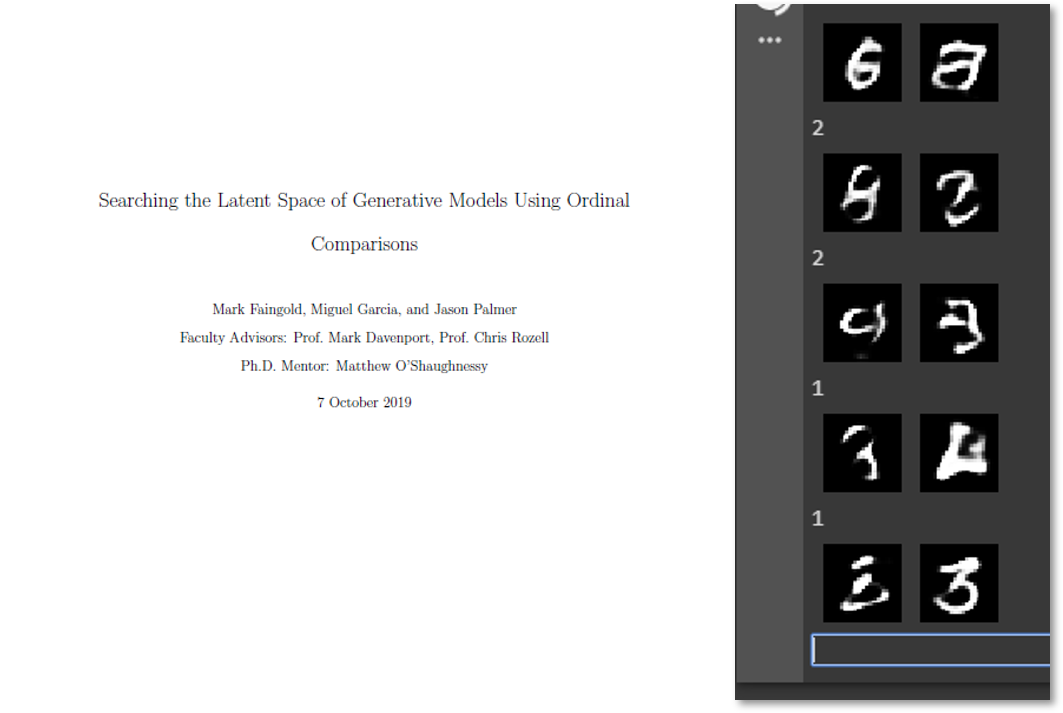 Searching the Latent Space of Generative Models Using Ordinal
Comparisons
Mark Faingold, Miguel Garcia, and Jason Palmer
Faculty Advisors: Prof. Mark Davenport, Prof. Chris Rozell
Ph.D. Mentor: Matthew O'Shaughnessy
7 October 2019
2
2
1
1
3